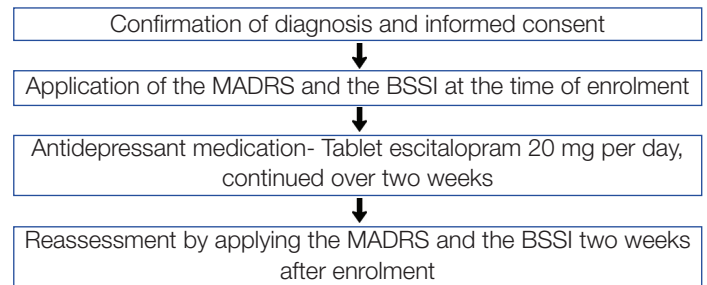 Confirmation of diagnosis and informed consent
Application of the MADRS and the BSSI at the time of enrolment
Antidepressant medication- Tablet escitalopram 20 mg per day,
continued over two weeks
Reassessment by applying the MADRS and the BSSI two weeks
after enrolment